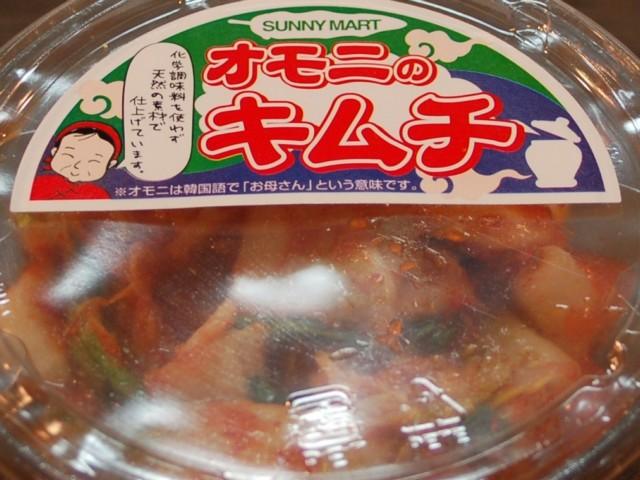 SUNNY MART
オモニの
キムチ
化学調味料を使わず
天然の素材で
仕上げています。
※オモニは韓国語で「お母さん」という意味です。